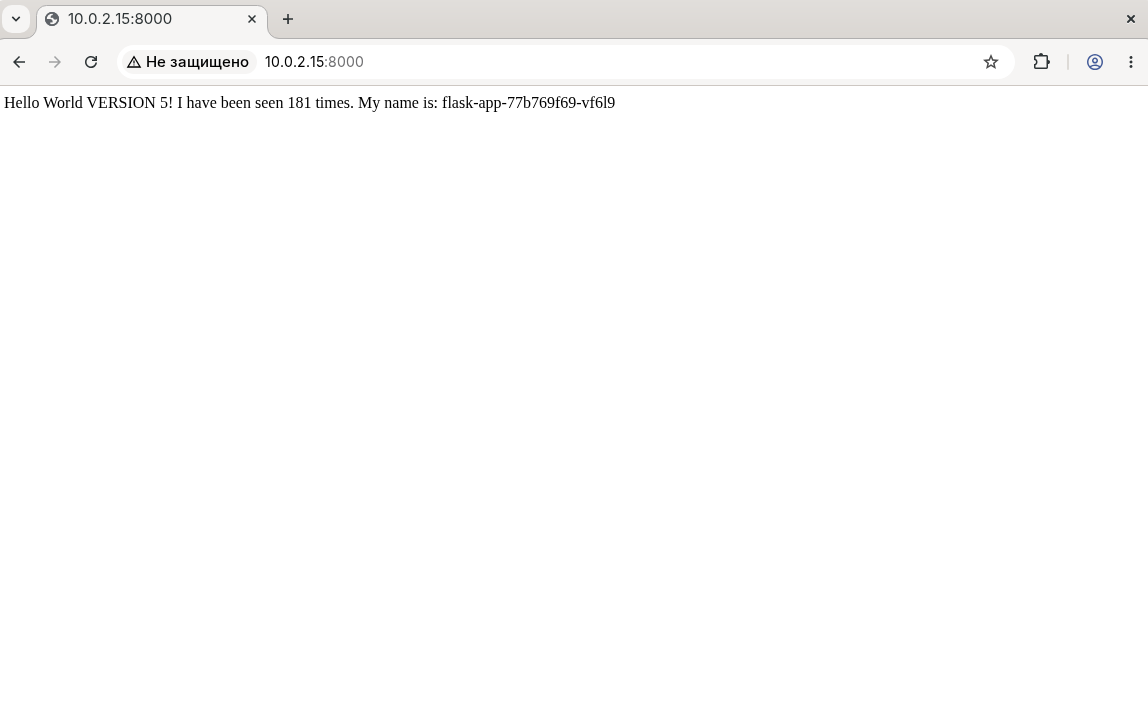 10.0.2.15:8000
Не защищено 10.0.2.15:8000
Hello World VERSION 5! I have been seen 181 times. My name is: flask-app-77b769f69-vf6l9